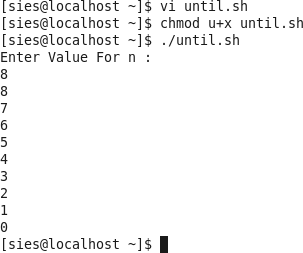 [sies@localhost ~]$ vi until.sh
[sies@localhost ~]$ chmod u+x until.sh
[sies@localhost ~]$ ./until.sh
Enter Value For n :
8
8
7
6
5
4
3
2
1
0
[sies@localhost ~]$